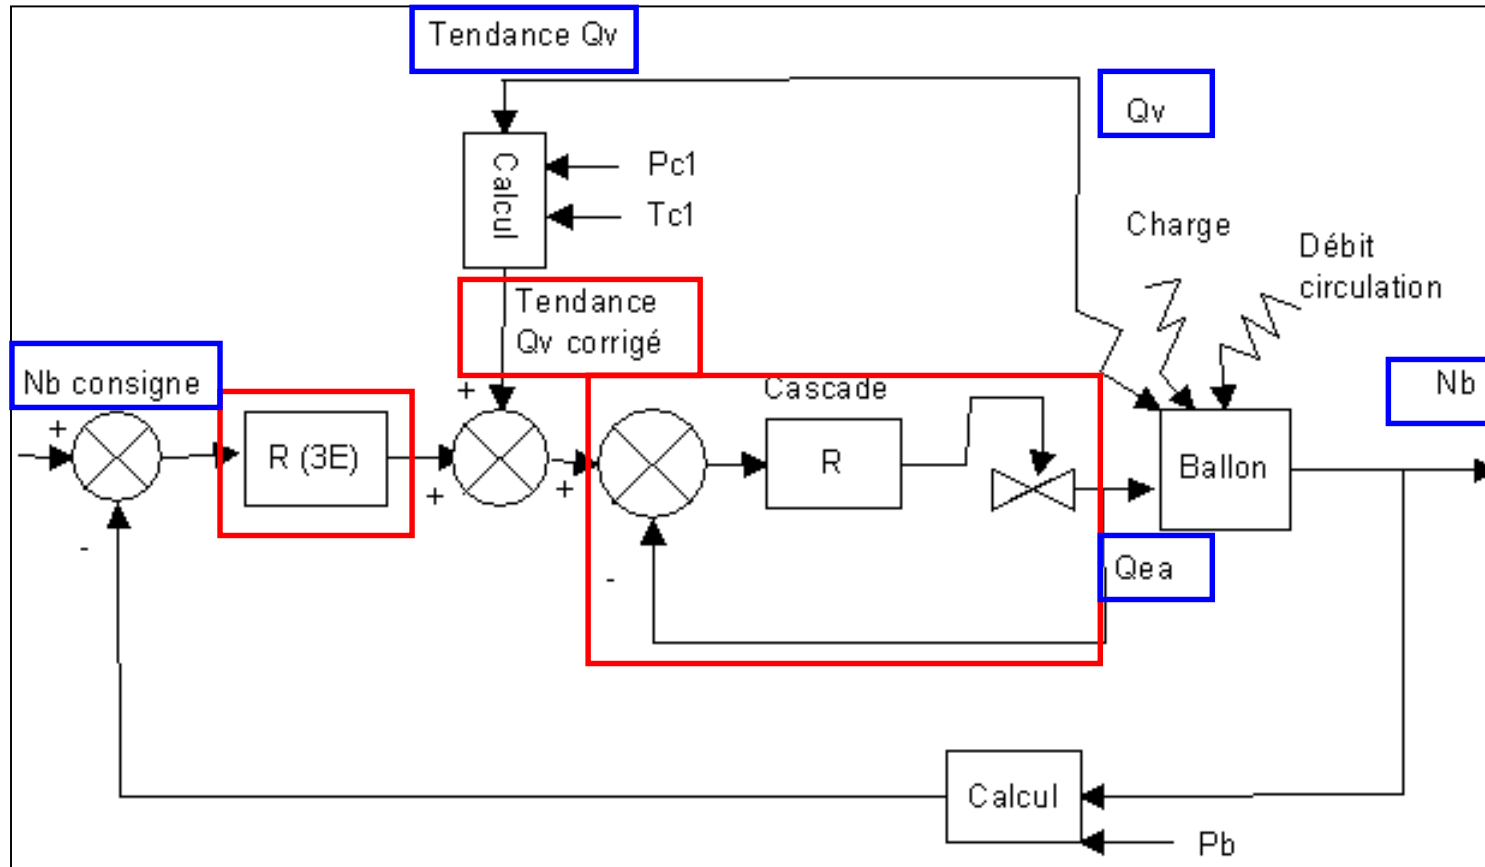 Tendance Qv
Qv
Calcul
Pc1
Tc1
Charge
Débit
circulation
Tendance
Qv corrigé
Nb consigne
Cascade
Nb
+
+
R (3E)
+
+
R
Ballon
-
-
Qea
Calcul
Pb